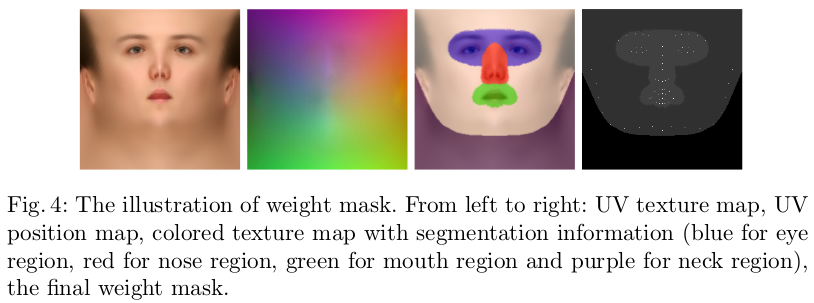 Fig. 4: The illustration of weight mask. From left to right: UV texture map, UV
position map, colored texture map with segmentation information (blue for eye
region, red for nose region, green for mouth region and purple for neck region),
the final weight mask.